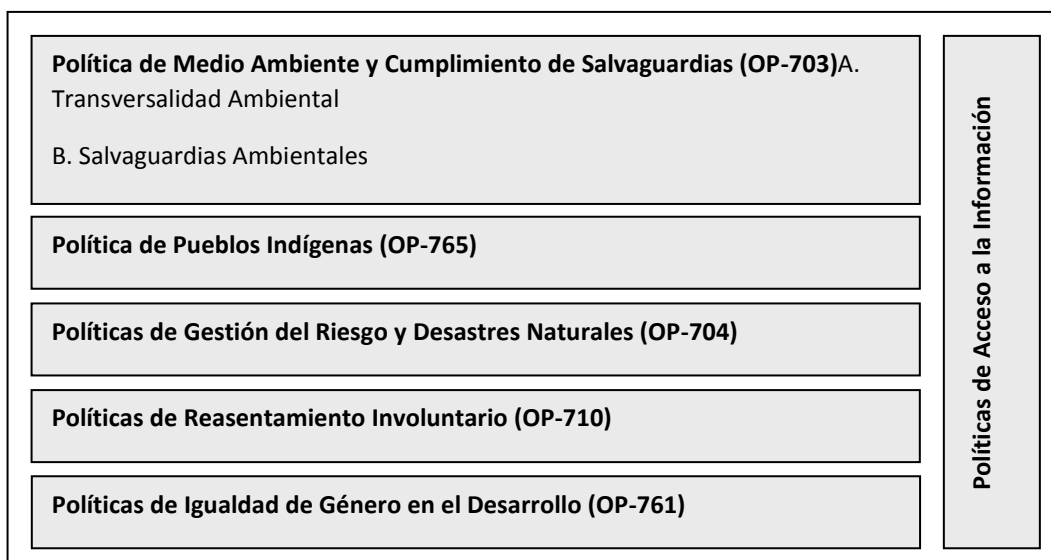 Política de Medio Ambiente y Cumplimiento de Salvaguardias (OP-703)A.
Transversalidad Ambiental
B. Salvaguardias Ambientales
Política de Pueblos Indígenas (OP-765)
Políticas de Gestión del Riesgo y Desastres Naturales (OP-704)
Políticas de Reasentamiento Involuntario (OP-710)
Políticas de Igualdad de Género en el Desarrollo (OP-761)
Políticas de Acceso a la Información